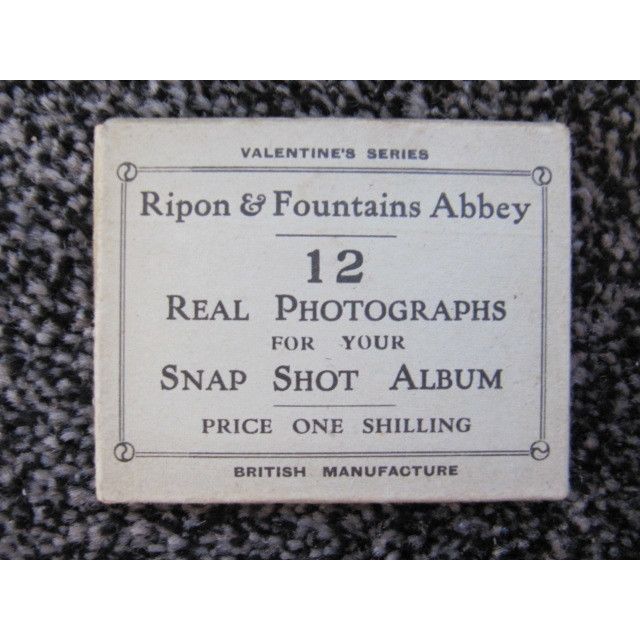 VALENTINE'S SERIES
Ripon & Fountains Abbey
12
REAL PHOTOGRAPHS
FOR YOUR
SNAP SHOT ALBUM
PRICE ONE SHILLING
BRITISH MANUFACTURE